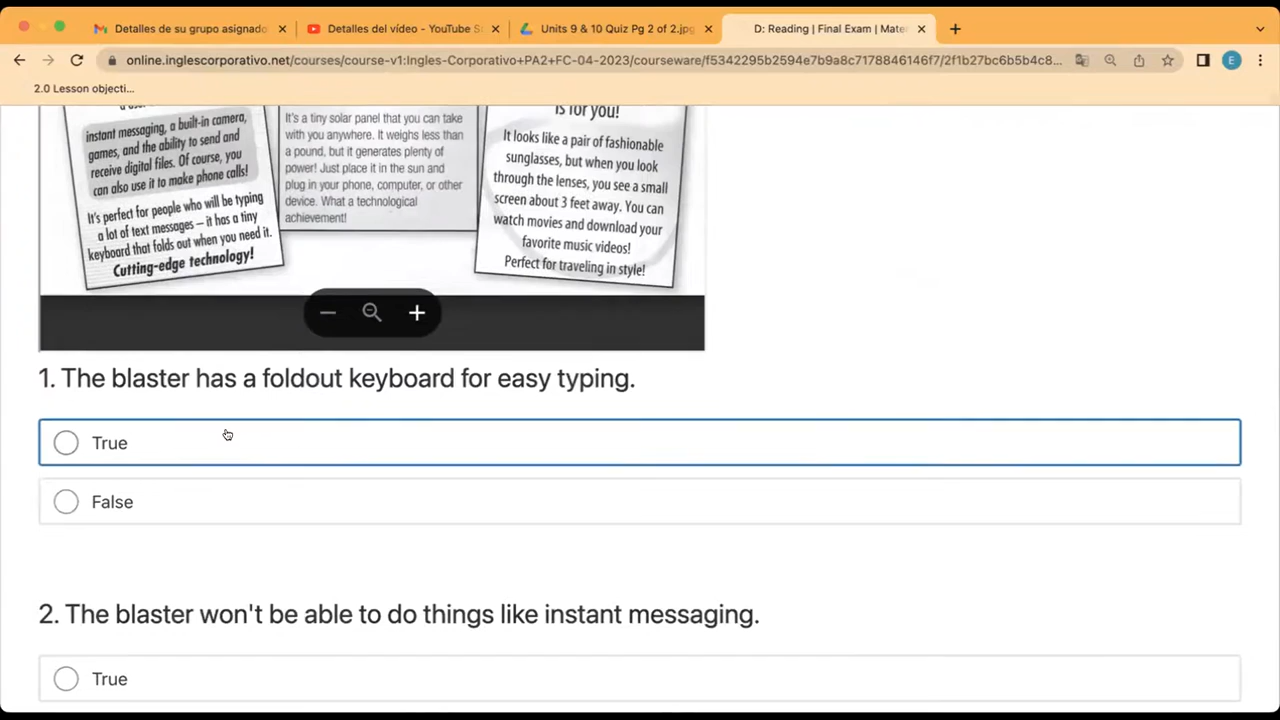 Detalles de su grupo asignado
Detalles del vídeo - YouTube S
Units 9 & 10 Quiz Pg 2 of 2.jpg
D: Reading | Final Exam | Mate
online.inglescorporativo.net/courses/course-v1:Ingles-Corporativo+PA2+FC-04-2023/courseware/f5342295b2594e7b9a8c7178846146f7/2f1b27bc6b5b4c8...
E
2.0 Lesson objecti...
instant messaging, a built-in camera,
games, and the ability to send and
receive digital files. Of course, you
can also use it to make phone calls!
It's perfect for people who will be typing
a lot of text messages – it has a tiny
keyboard that folds out when you need it.
Cutting-edge technology!
It's a tiny solar panel that you can take
with you anywhere. It weighs less than
a pound, but it generates plenty of
power! Just place it in the sun and
plug in your phone, computer, or other
device. What a technological
achievement!
is for you!
It looks like a pair of fashionable
sunglasses, but when you look
through the lenses, you see a small
screen about 3 feet away. You can
watch movies and download your
favorite music videos!
Perfect for traveling in style!
1. The blaster has a foldout keyboard for easy typing.
True
False
2. The blaster won't be able to do things like instant messaging.
True